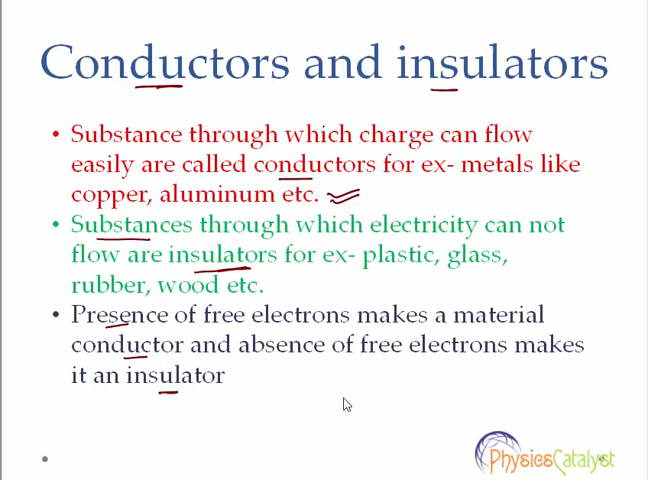 Conductors and insulators
• Substance through which charge can flow
easily are called conductors for ex- metals like
copper, aluminum etc.
• Substances through which electricity can not
flow are insulators for ex- plastic, glass,
rubber, wood etc.
• Presence of free electrons makes a material
conductor and absence of free electrons makes
it an insulator
PhysicsCatalyst